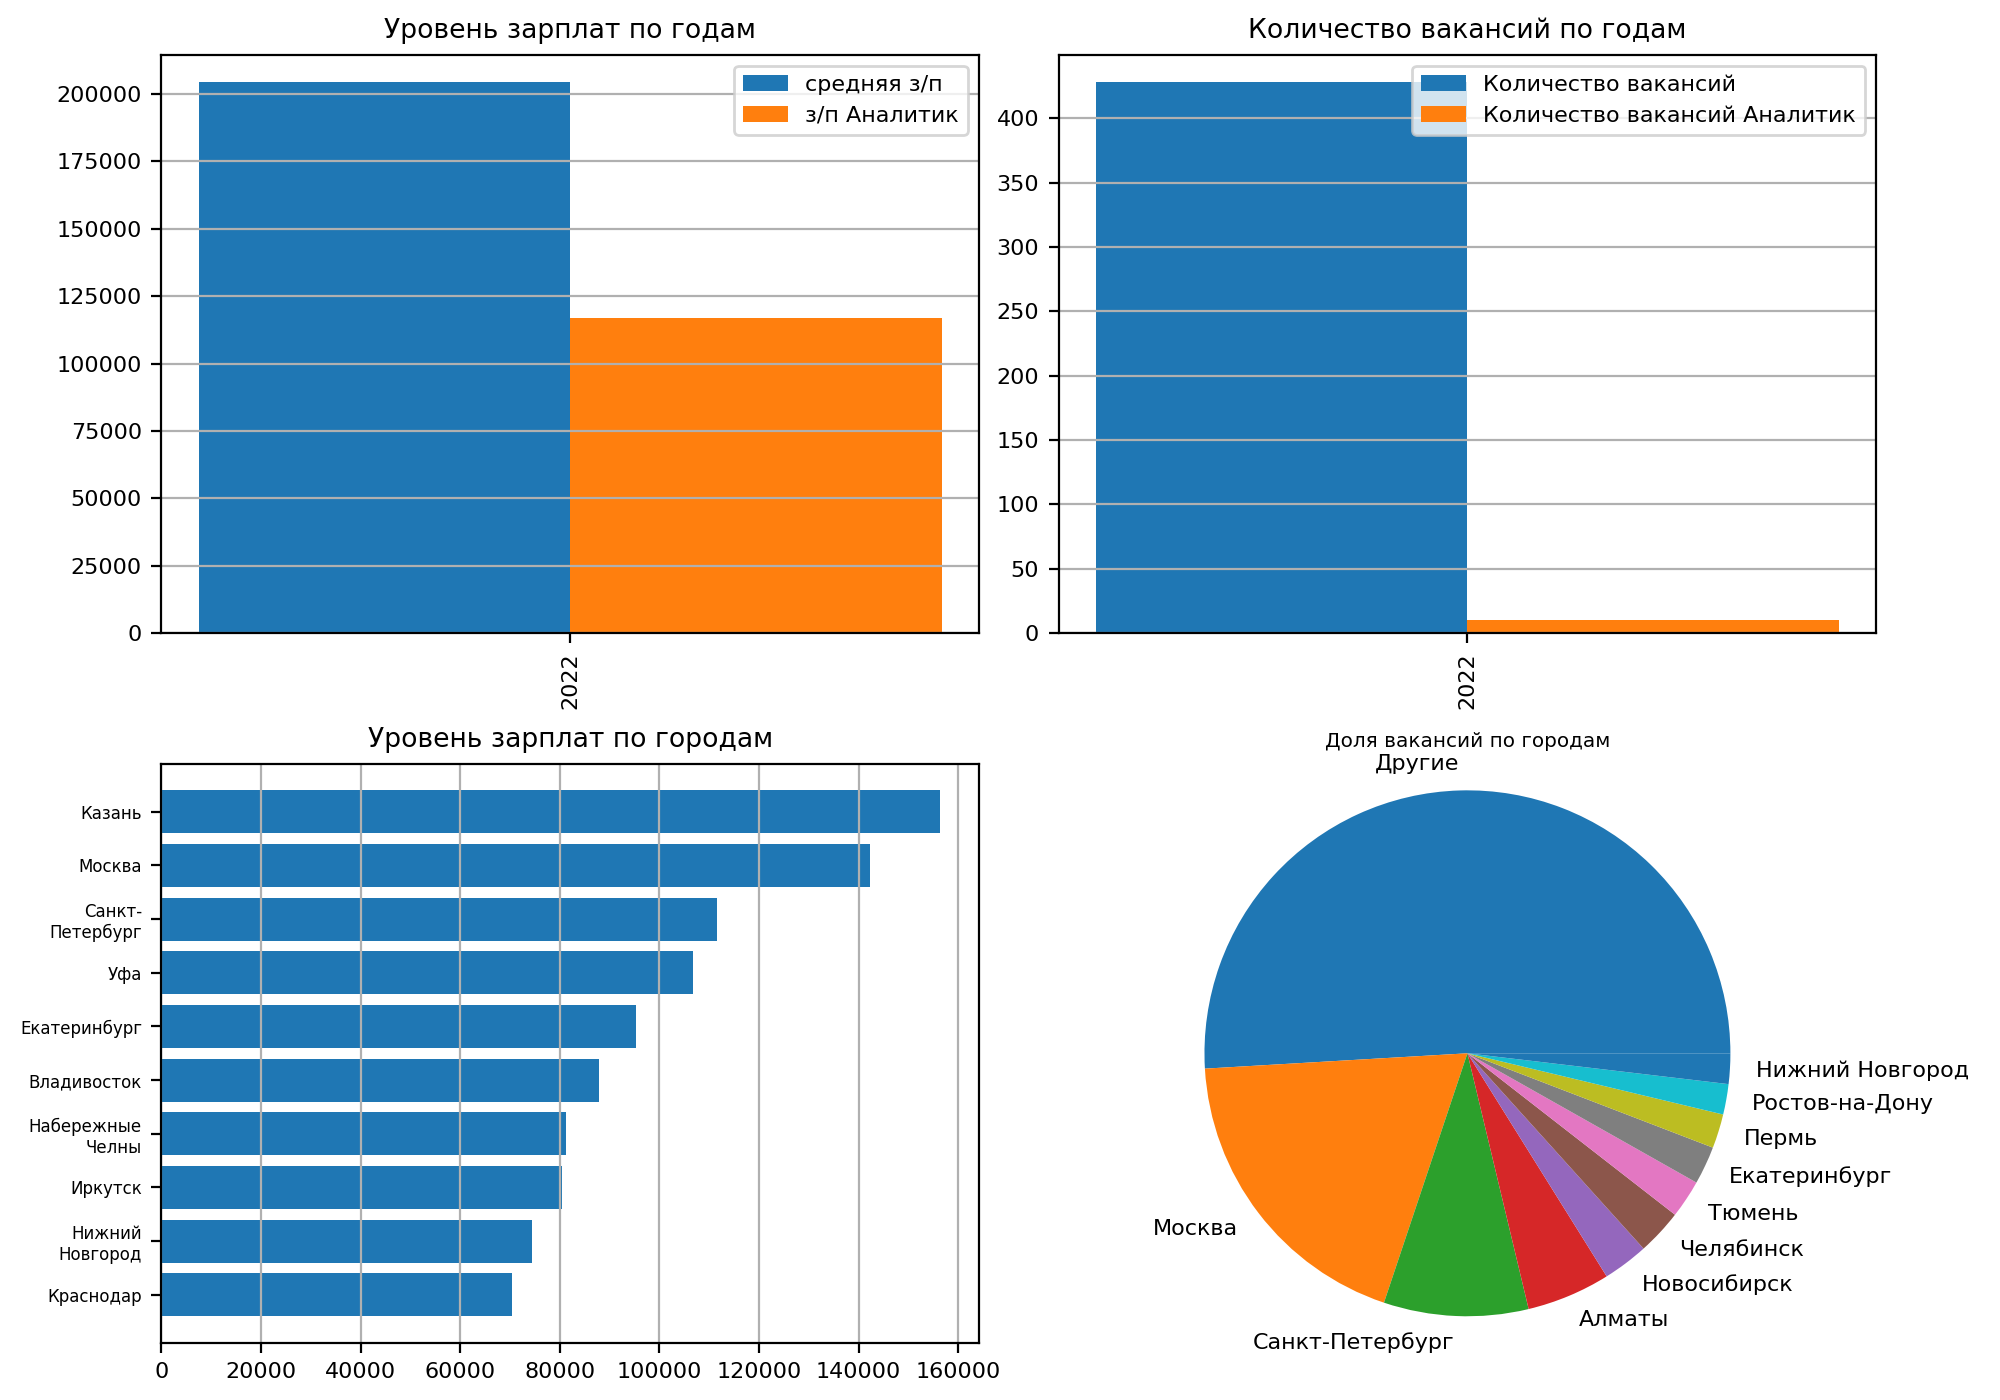 Уровень зарплат по годам
200000
175000
150000
125000
100000
75000
50000
25000
0
2022
средняя з/п
з/п Аналитик
Количество вакансий по годам
400
350
300
250
200
150
100
50
0
2022
Количество вакансий
Количество вакансий Аналитик
Уровень зарплат по городам
Казань
Москва
Санкт-
Петербург
Уфа
Екатеринбург
Владивосток
Набережные
Челны
Иркутск
Нижний
Новгород
Краснодар
0 20000 40000 60000 80000 100000 120000 140000 160000
Доля вакансий по городам
Другие
Москва
Санкт-Петербург
Алматы
Новосибирск
Челябинск
Тюмень
Екатеринбург
Пермь
Ростов-на-Дону
Нижний Новгород